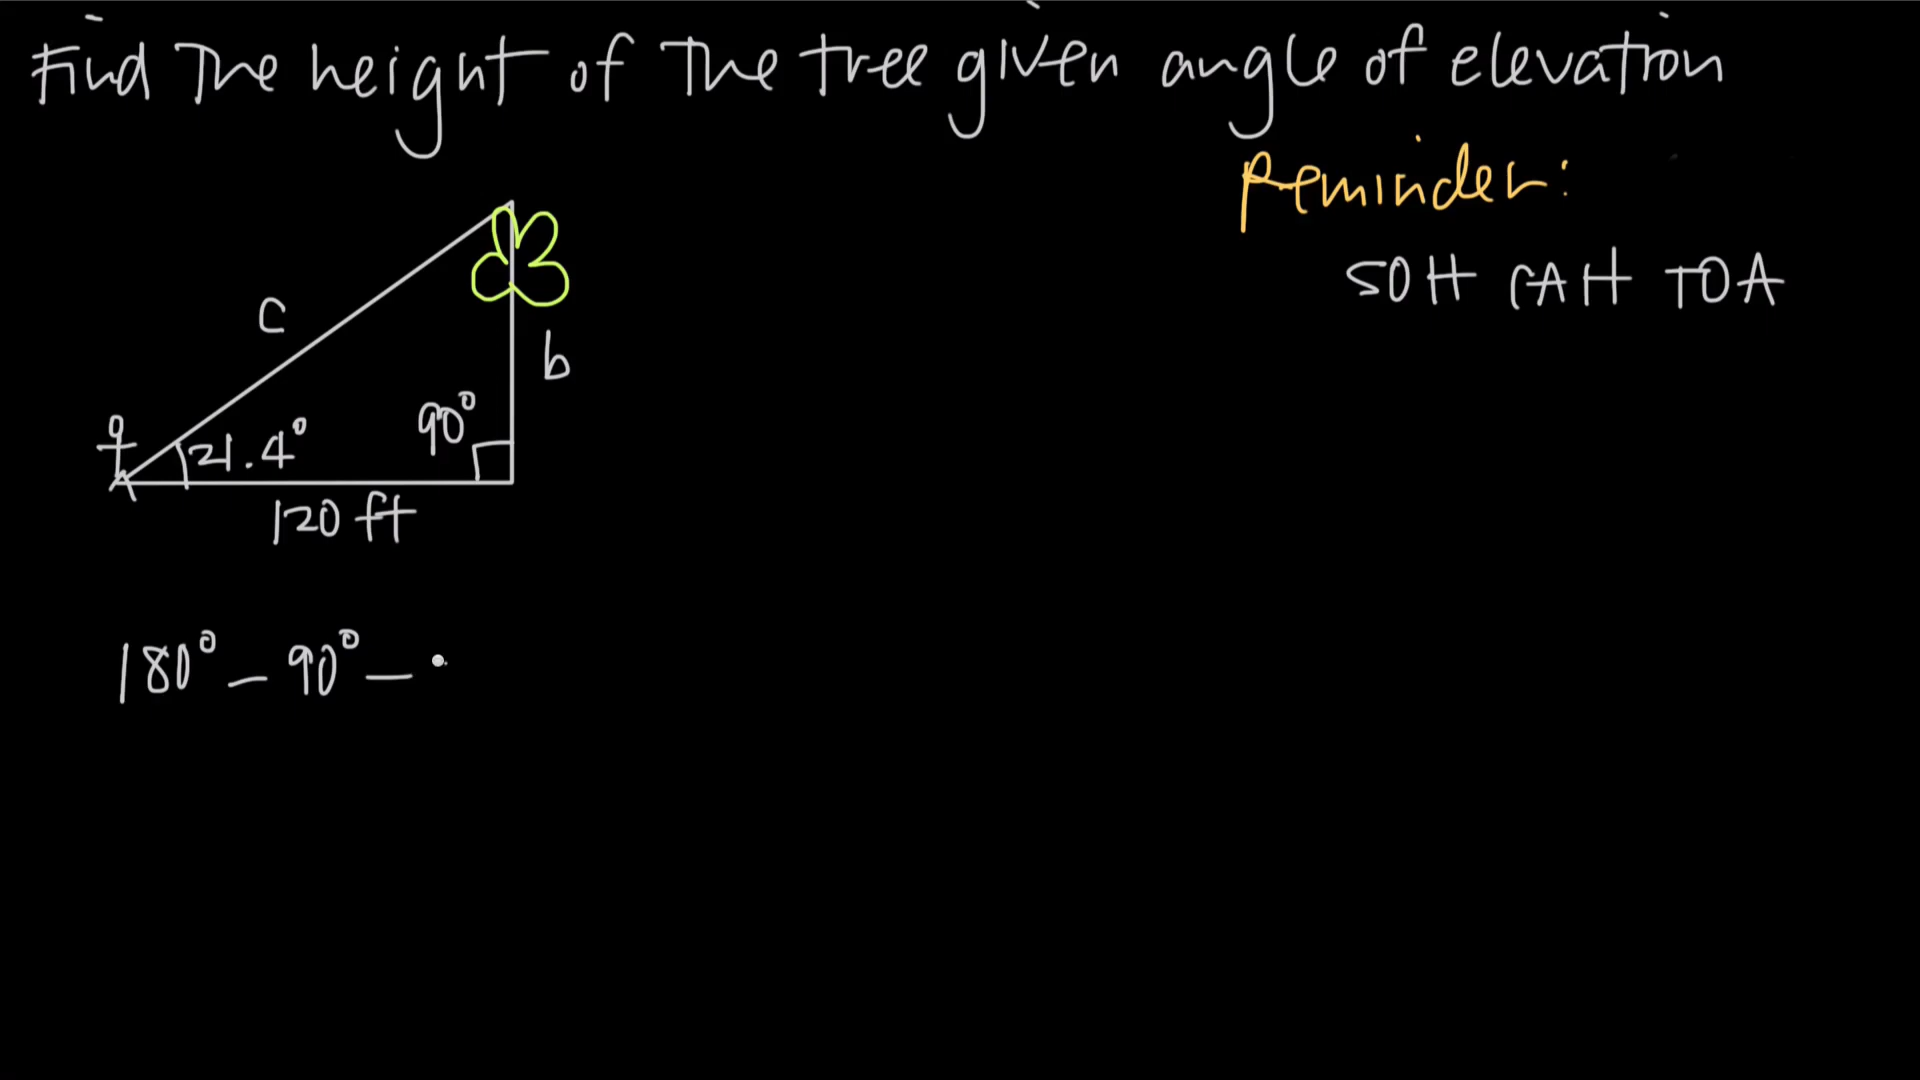 Find The height of The tree given angle of elevation
Reminder:
SOH CAH TOA
c
b
90°
21.4°
120 ft
180° - 90° -